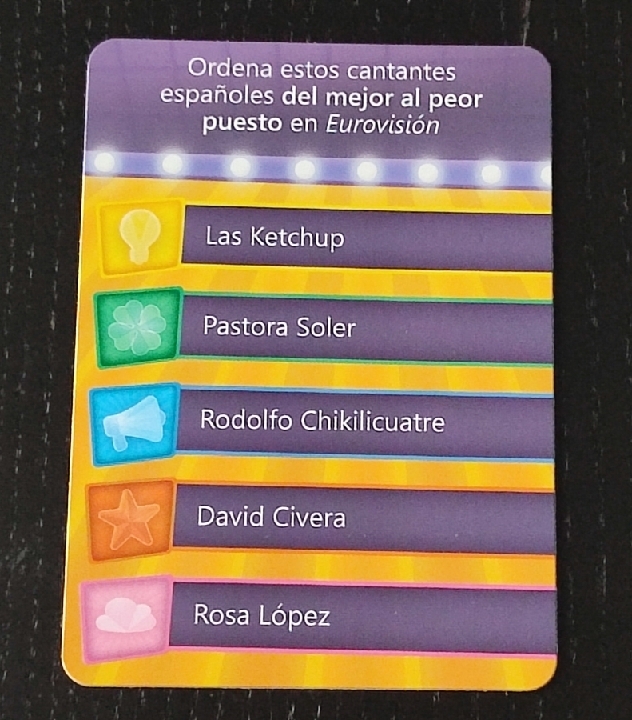 Ordena estos cantantes
españoles del mejor al peor
puesto en Eurovisión
Las Ketchup
Pastora Soler
Rodolfo Chikilicuatre
David Civera
Rosa López